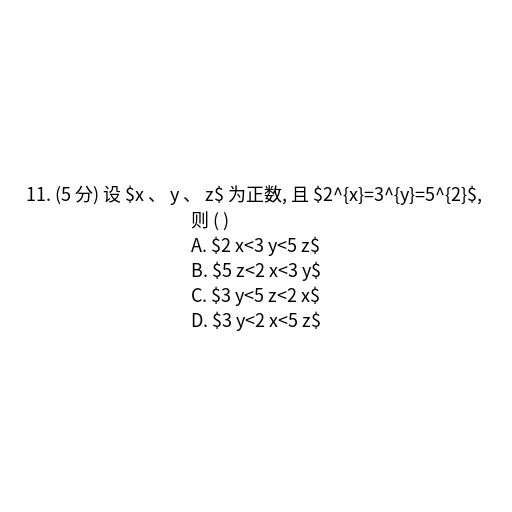 11. (5 分) 设 $x 、 y 、 z$ 为正数, 且 $2^{x}=3^{y}=5^{2}$,
则 ( )
A. $2 x<3 y<5 z$
B. $5 z<2 x<3 y$
C. $3 y<5 z<2 x$
D. $3 y<2 x<5 z$